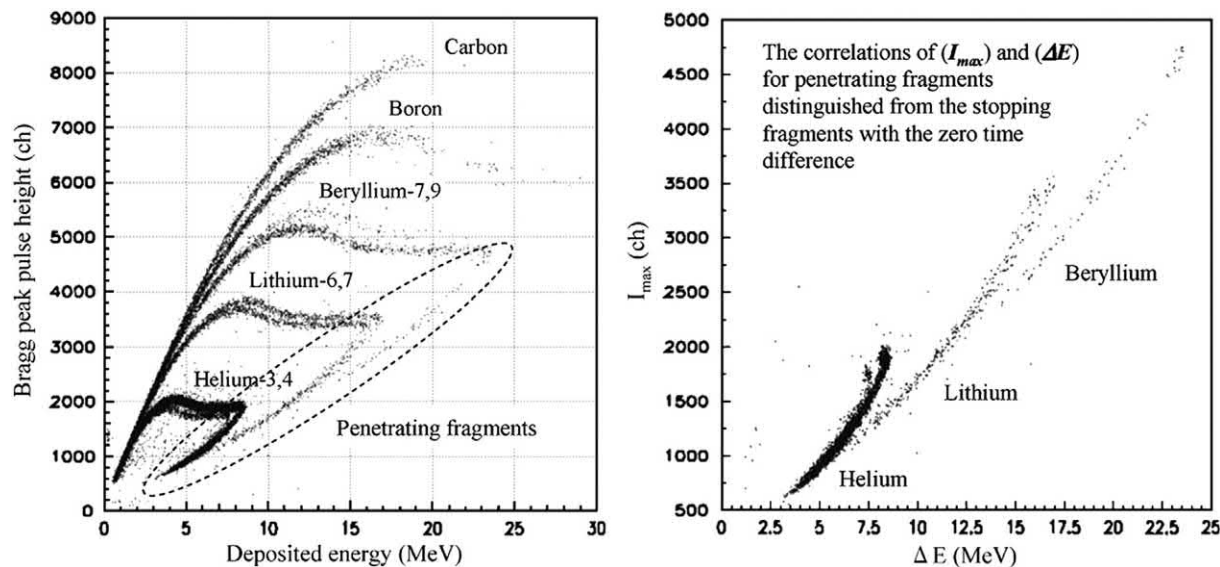 9000
8000
7000
6000
5000
4000
3000
2000
1000
0
Bragg peak pulse height (ch)
Carbon
Boron
Beryllium-7,9
Lithium-6,7
Helium-3,4
Penetrating fragments
0 5 10 15 20 25 30
Deposited energy (MeV)
5000
4500
4000
3500
3000
2500
2000
1500
1000
500
I_max (ch)
The correlations of (I_max) and (ΔE)
for penetrating fragments
distinguished from the stopping
fragments with the zero time
difference
Beryllium
Lithium
Helium
0 2.5 5 7.5 10 12.5 15 17.5 20 22.5 25
Δ E (MeV)